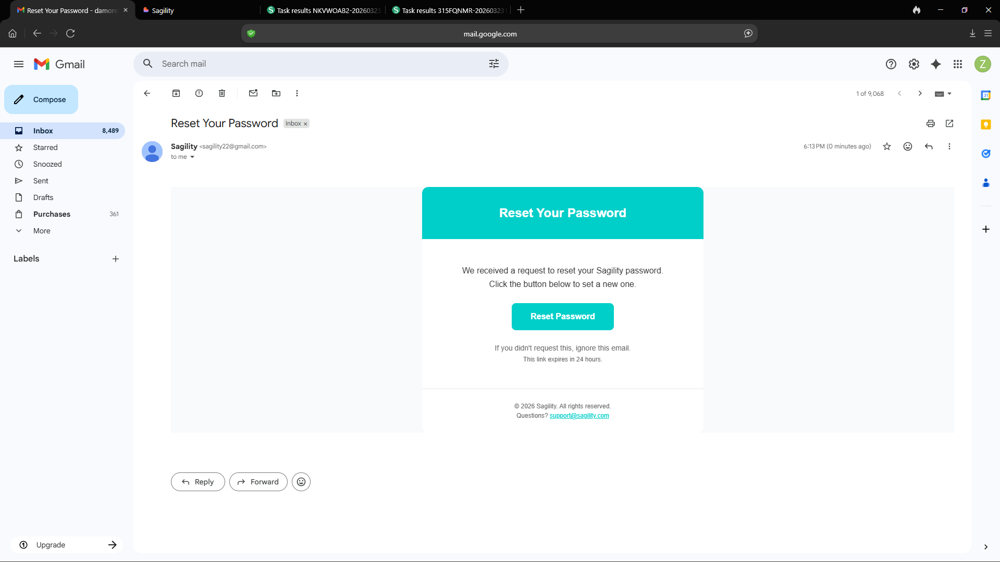 Reset Your Password - damonr
Sagility
Task results NKVWOAB2-20260323
Task results 315FQNMR-202603231
mail.google.com
Gmail
Search mail
Z
Compose
1 of 9,068
31
Inbox 8,489
Starred
Snoozed
Sent
Drafts
Purchases 361
More
Labels
Reset Your Password Inbox x
Sagility <sagility22@gmail.com> 6:13 PM (0 minutes ago)
to me
Reset Your Password
We received a request to reset your Sagility password.
Click the button below to set a new one.
Reset Password
If you didn't request this, ignore this email.
This link expires in 24 hours.
© 2026 Sagility. All rights reserved.
Questions? support@sagility.com
Reply Forward
Upgrade